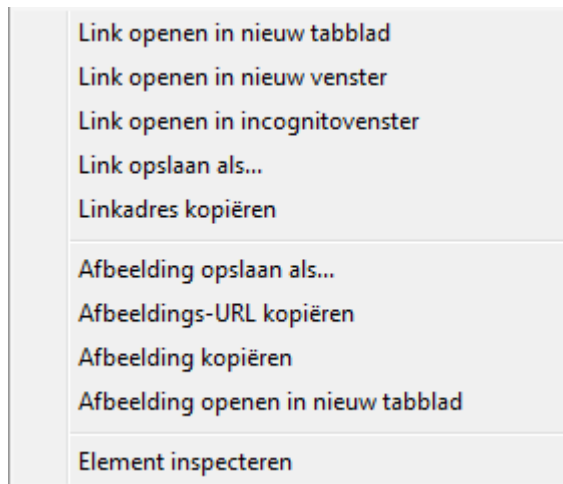 Link openen in nieuw tabblad
Link openen in nieuw venster
Link openen in incognitovenster
Link opslaan als...
Linkadres kopiëren
Afbeelding opslaan als...
Afbeeldings-URL kopiëren
Afbeelding kopiëren
Afbeelding openen in nieuw tabblad
Element inspecteren